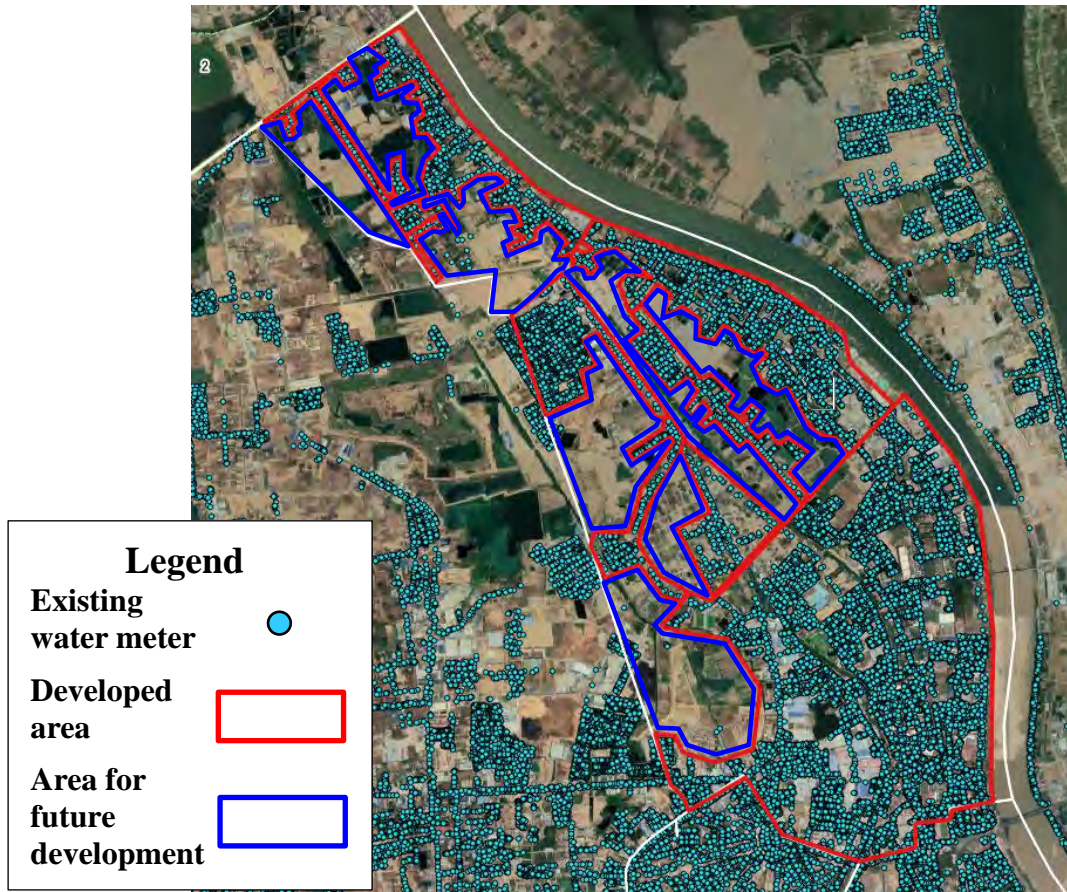 2
Legend
Existing
water meter
Developed
area
Area for
future
development